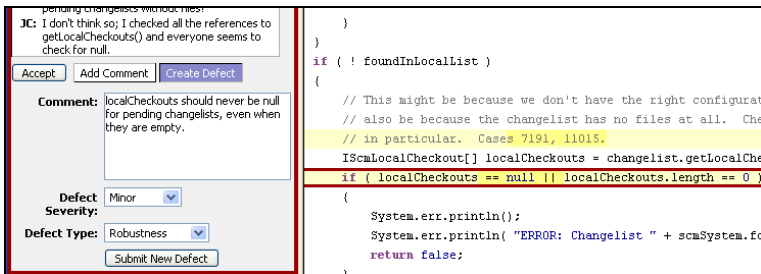 pending changelists without files?
JC: I don't think so; I checked all the references to
getLocalCheckouts() and everyone seems to
check for null.
Accept Add Comment Create Defect
Comment: localCheckouts should never be null
for pending changelists, even when
they are empty.
Defect Severity: Minor
Defect Type: Robustness
Submit New Defect
}
}
if ( ! foundInLocalList )
{
// This might be because we don't have the right configurat
// also be because the changelist has no files at all. Che
// in particular. Cases 7191, 11015.
IScmLocalCheckout[] localCheckouts = changelist.getLocalChe
if ( localCheckouts == null || localCheckouts.length == 0 )
{
System.err.println();
System.err.println( "ERROR: Changelist " + scmSystem.fo
return false;
}